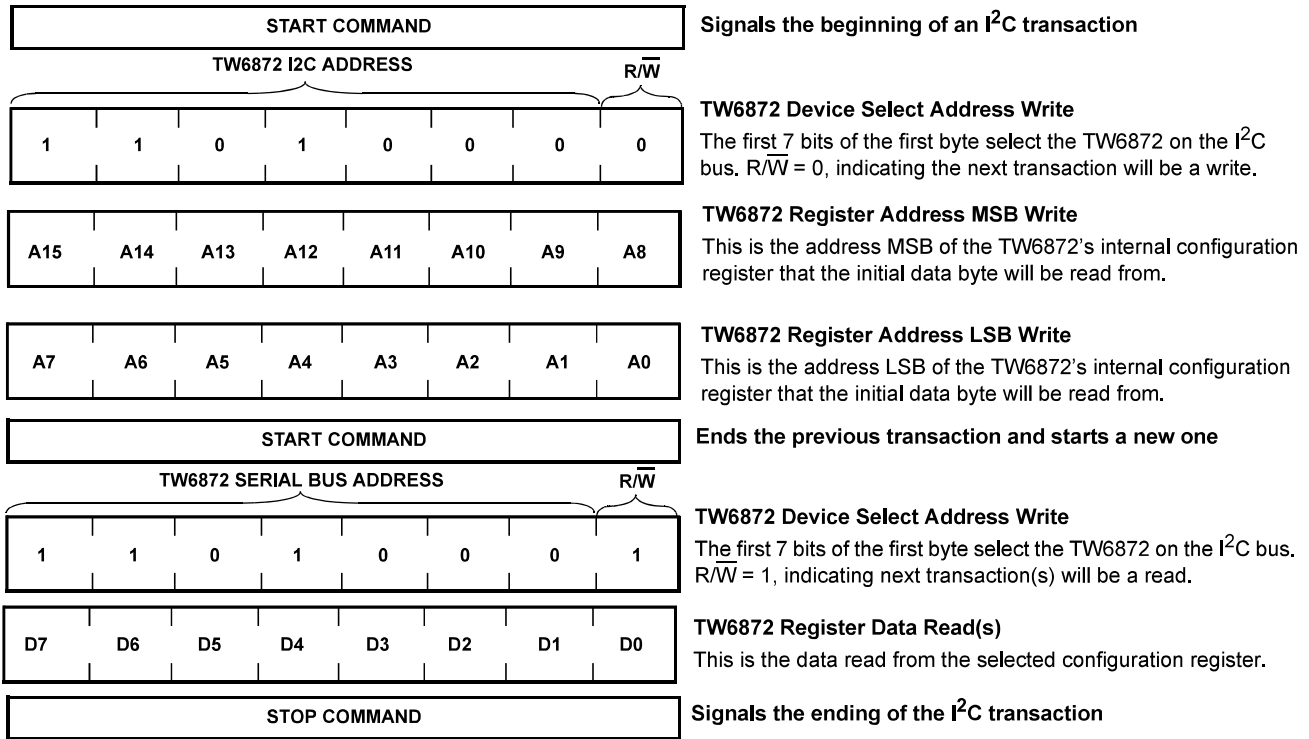 START COMMAND
Signals the beginning of an I2C transaction
TW6872 I2C ADDRESS
R/W̅
1 1 0 1 0 0 0 0
TW6872 Device Select Address Write
The first 7 bits of the first byte select the TW6872 on the I2C
bus. R/W̅ = 0, indicating the next transaction will be a write.
A15 A14 A13 A12 A11 A10 A9 A8
TW6872 Register Address MSB Write
This is the address MSB of the TW6872's internal configuration
register that the initial data byte will be read from.
A7 A6 A5 A4 A3 A2 A1 A0
TW6872 Register Address LSB Write
This is the address LSB of the TW6872's internal configuration
register that the initial data byte will be read from.
START COMMAND
Ends the previous transaction and starts a new one
TW6872 SERIAL BUS ADDRESS
R/W̅
1 1 0 1 0 0 0 1
TW6872 Device Select Address Write
The first 7 bits of the first byte select the TW6872 on the I2C bus.
R/W̅ = 1, indicating next transaction(s) will be a read.
D7 D6 D5 D4 D3 D2 D1 D0
TW6872 Register Data Read(s)
This is the data read from the selected configuration register.
STOP COMMAND
Signals the ending of the I2C transaction